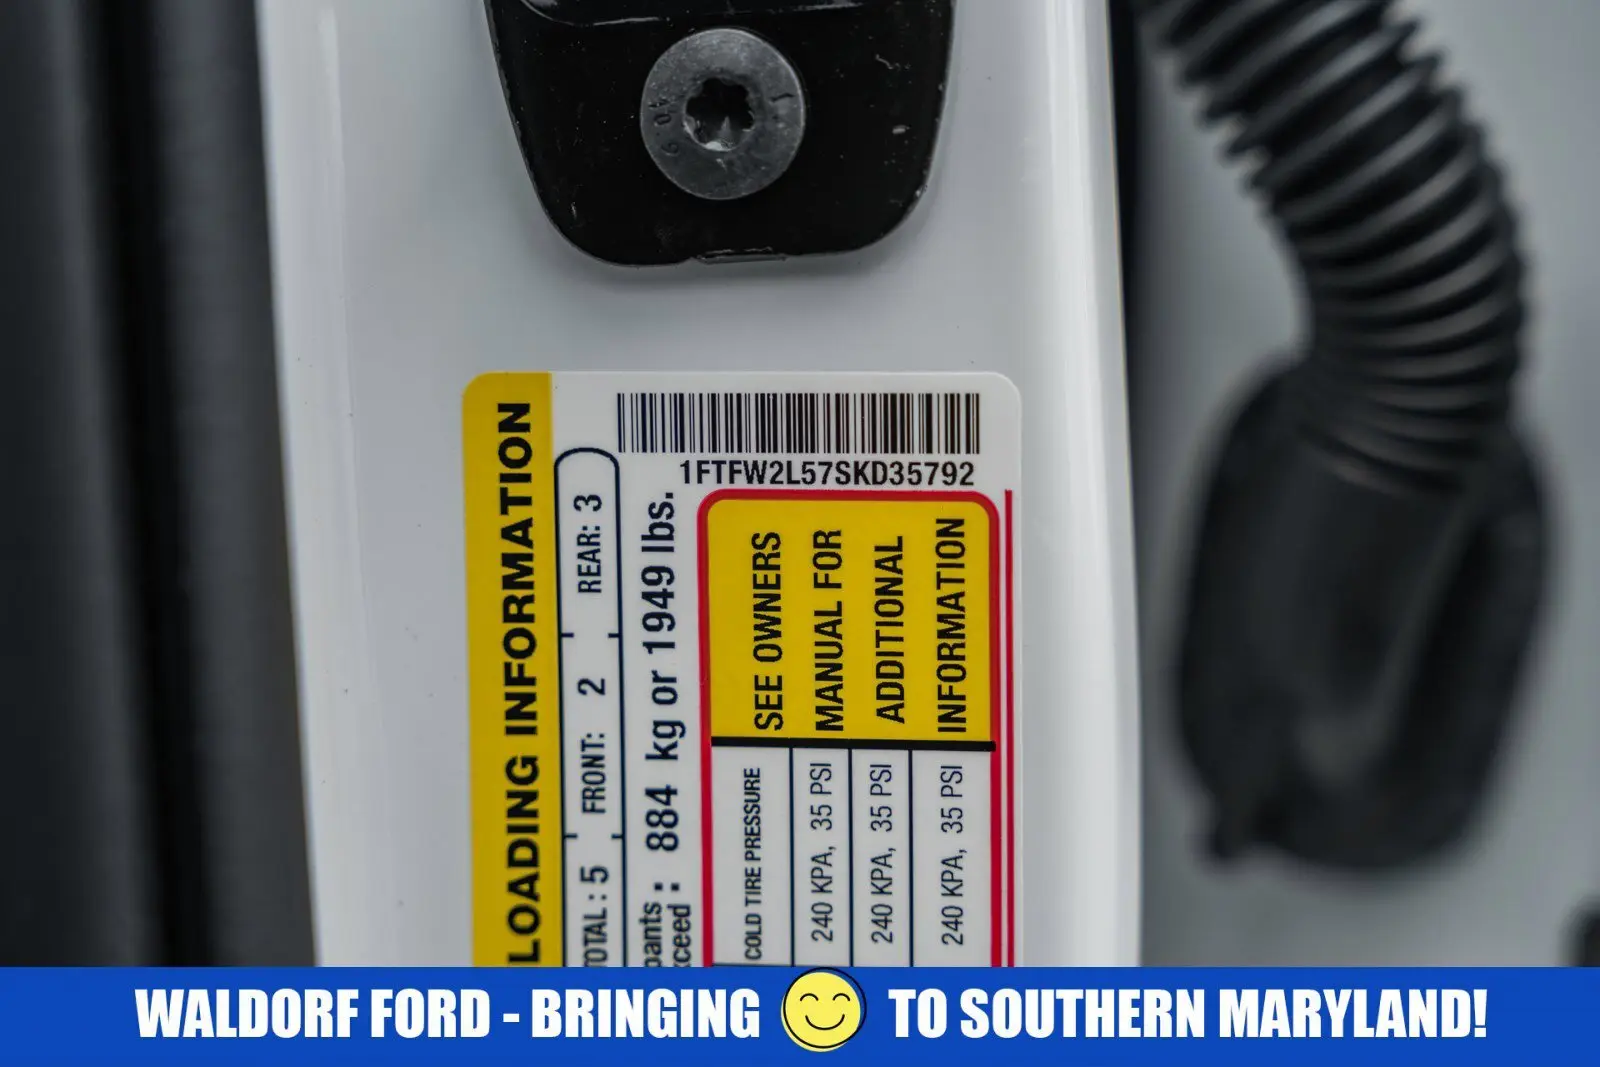 1FTFW2L57SKD35792
LOADING INFORMATION
TOTAL : 5 FRONT: 2 REAR: 3
pants : 884 kg or 1949 lbs.
xceed :
COLD TIRE PRESSURE
240 KPA, 35 PSI
240 KPA, 35 PSI
240 KPA, 35 PSI
SEE OWNERS
MANUAL FOR
ADDITIONAL
INFORMATION
WALDORF FORD - BRINGING TO SOUTHERN MARYLAND!